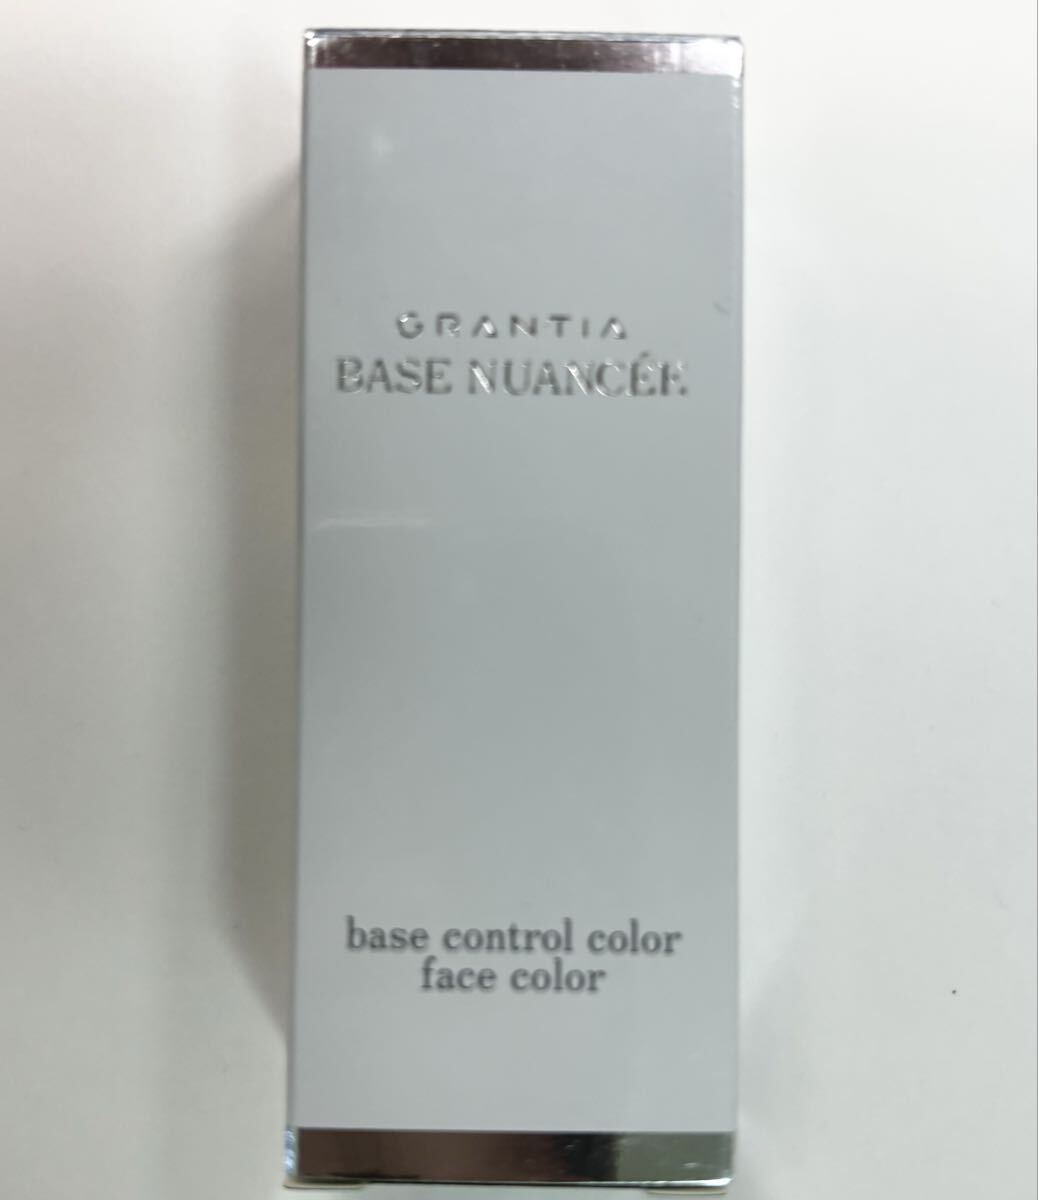 GRANTIA
BASE NUANCÉE
base control color
face color